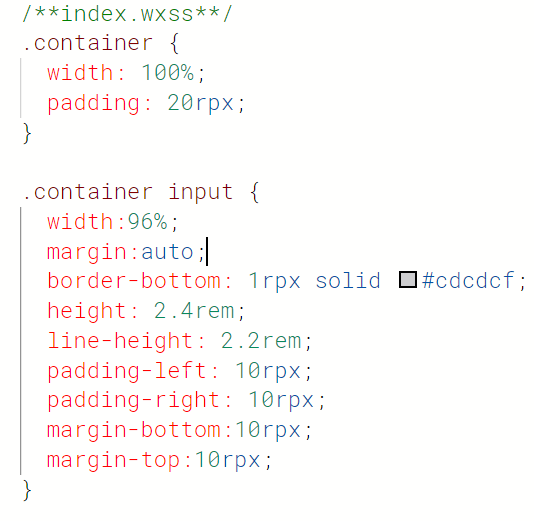 /**index.wxss**/
.container {
  width: 100%;
  padding: 20rpx;
}

.container input {
  width:96%;
  margin:auto;
  border-bottom: 1rpx solid #cdcdcf;
  height: 2.4rem;
  line-height: 2.2rem;
  padding-left: 10rpx;
  padding-right: 10rpx;
  margin-bottom:10rpx;
  margin-top:10rpx;
}